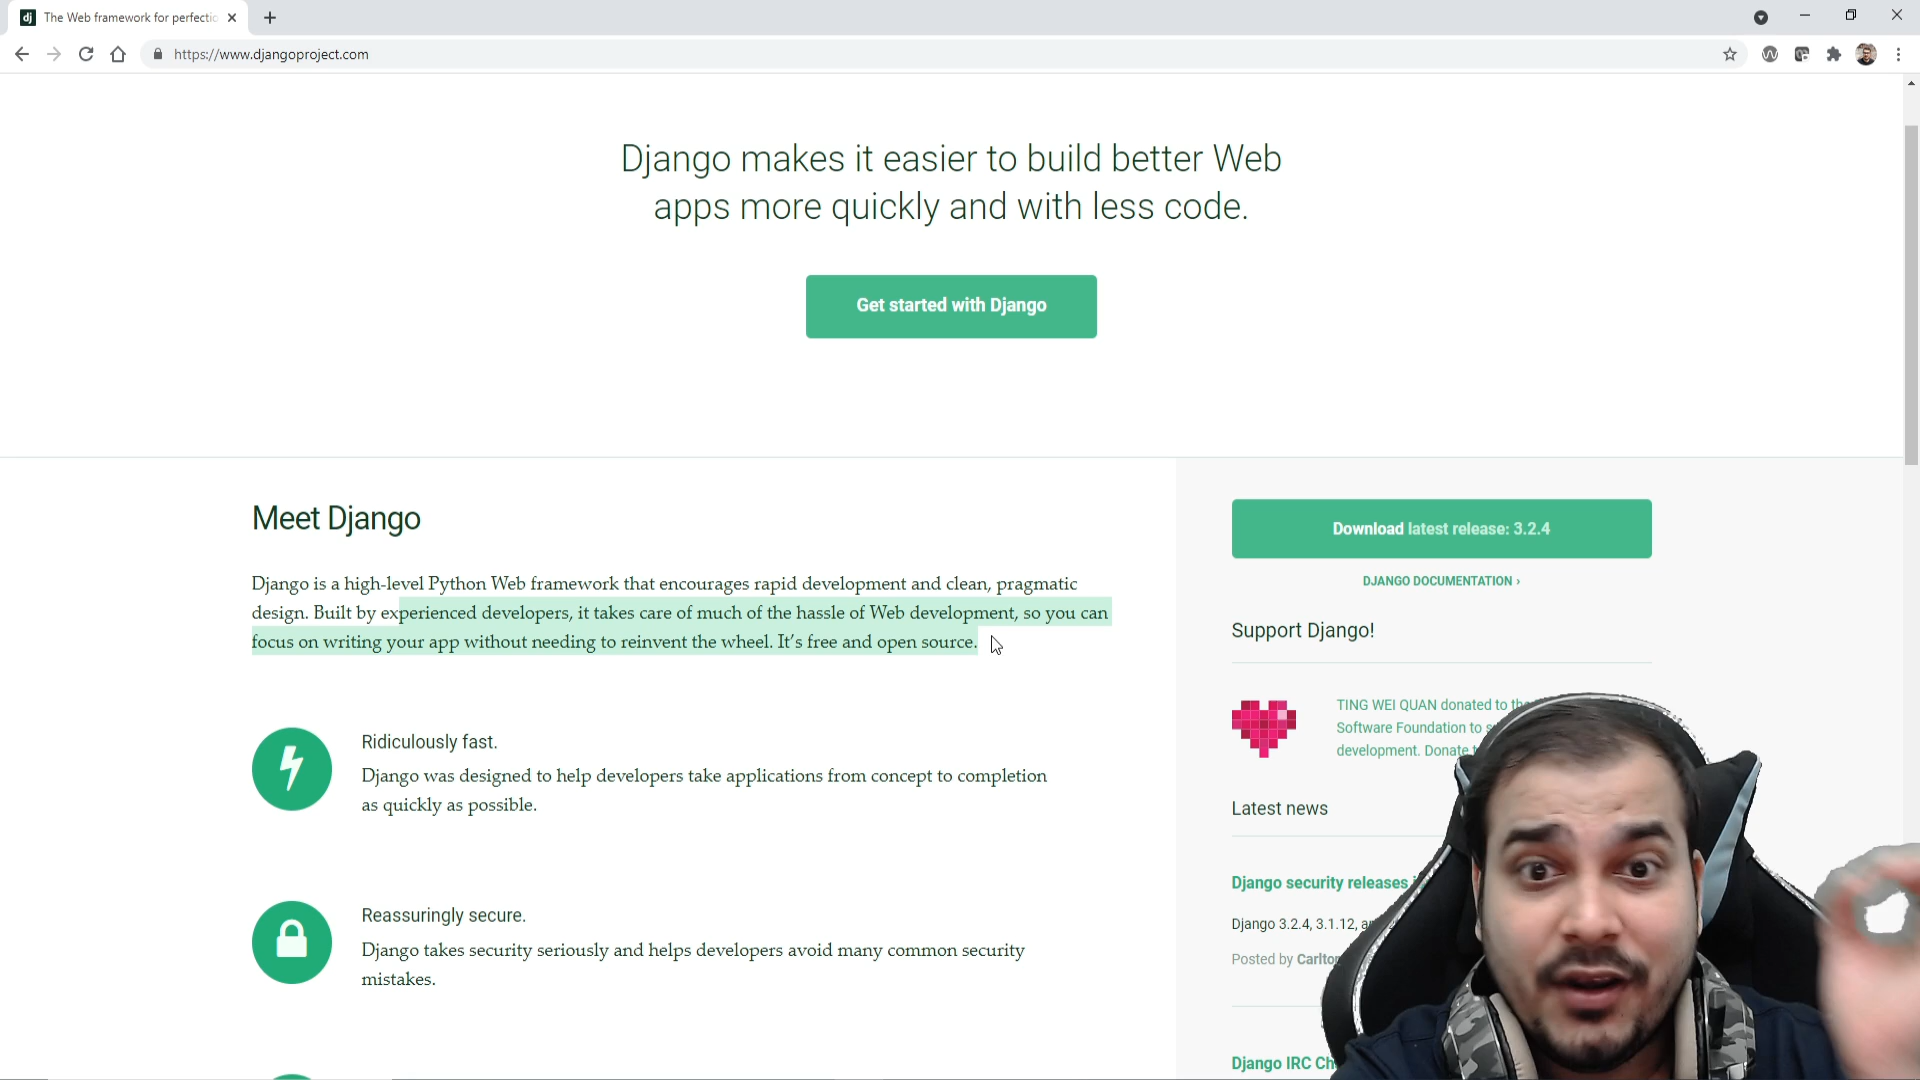 The Web framework for perfectio
https://www.djangoproject.com
Django makes it easier to build better Web
apps more quickly and with less code.
Get started with Django
Meet Django
Django is a high-level Python Web framework that encourages rapid development and clean, pragmatic
design. Built by experienced developers, it takes care of much of the hassle of Web development, so you can
focus on writing your app without needing to reinvent the wheel. It’s free and open source.
Ridiculously fast.
Django was designed to help developers take applications from concept to completion
as quickly as possible.
Reassuringly secure.
Django takes security seriously and helps developers avoid many common security
mistakes.
Download latest release: 3.2.4
DJANGO DOCUMENTATION ›
Support Django!
TING WEI QUAN donated to the
Software Foundation to
development. Donate
Latest news
Django security releases
Django 3.2.4, 3.1.12,
Posted by
Django IRC